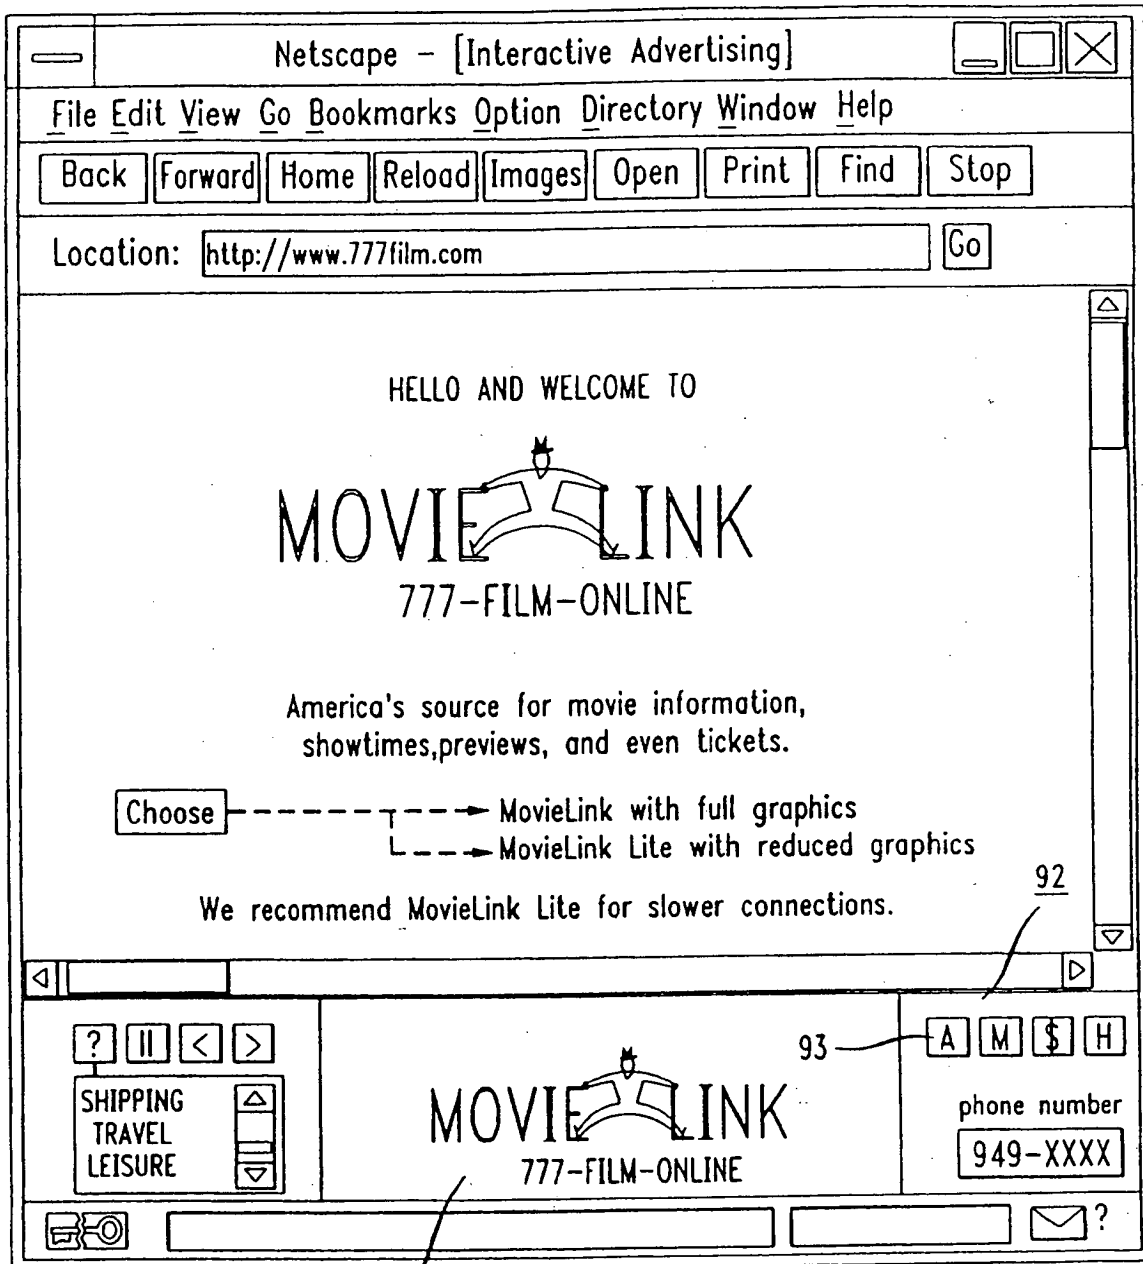 Netscape - [Interactive Advertising]
File Edit View Go Bookmarks Option Directory Window Help
Back Forward Home Reload Images Open Print Find Stop
Location: http://www.777film.com Go
HELLO AND WELCOME TO
MOVIE LINK
777-FILM-ONLINE
America's source for movie information,
showtimes,previews, and even tickets.
Choose MovieLink with full graphics
MovieLink Lite with reduced graphics
We recommend MovieLink Lite for slower connections.
92
? || < >
SHIPPING
TRAVEL
LEISURE
MOVIE LINK
777-FILM-ONLINE
93 A M $ H
phone number
949-XXXX
?